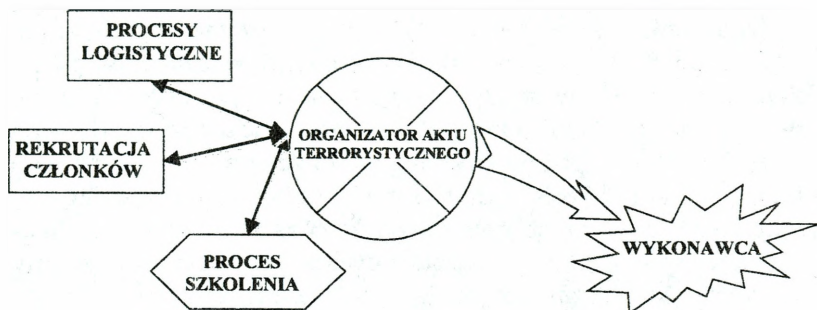 PROCESY
LOGISTYCZNE
ORGANIZATOR AKTU
TERRORYSTYCZNEGO
REKRUTACJA
CZŁONKÓW
WYKONAWCA
PROCES
SZKOLENIA